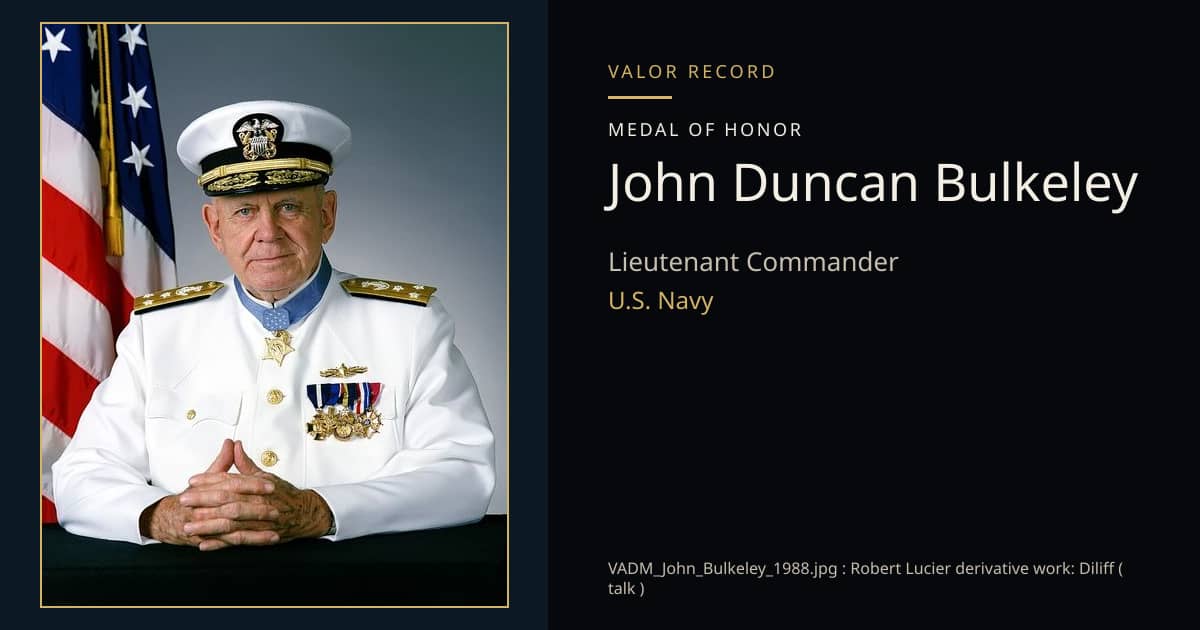 VALOR RECORD
MEDAL OF HONOR
John Duncan Bulkeley
Lieutenant Commander
U.S. Navy
VADM_John_Bulkeley_1988.jpg : Robert Lucier derivative work: Diliff (
talk )